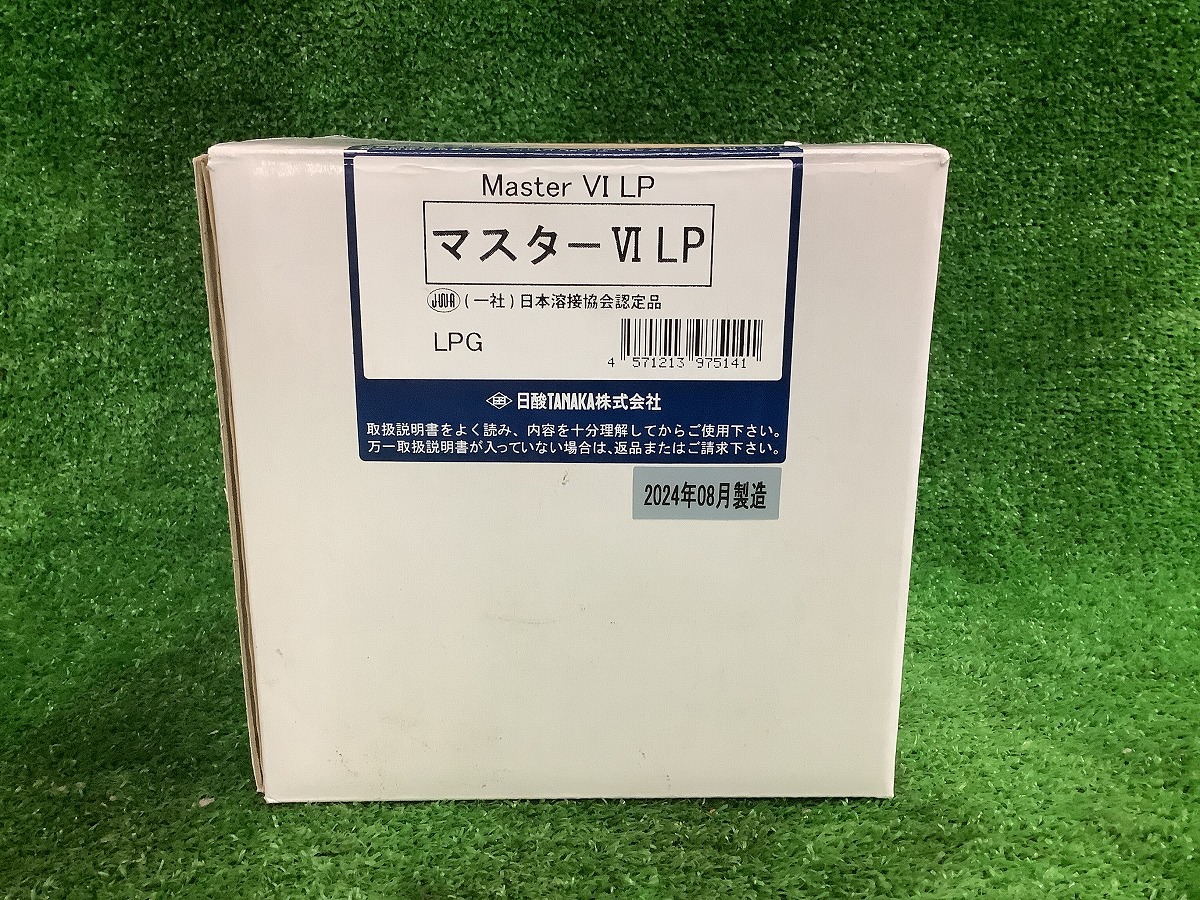 Master Ⅵ LP
マスターⅥ LP
JWA (一社)日本溶接協会認定品
LPG
4 571213 975141
日酸TANAKA株式会社
取扱説明書をよく読み、内容を十分理解してからご使用下さい。
万一取扱説明書が入っていない場合は、返品またはご請求下さい。
2024年08月製造